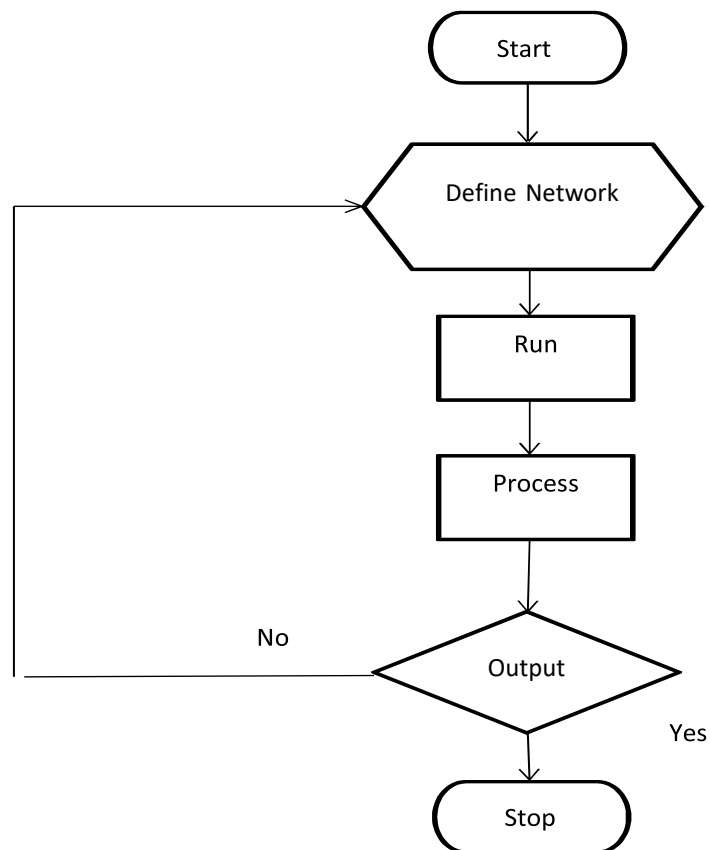 Start
Define Network
Run
Process
No
Output
Yes
Stop